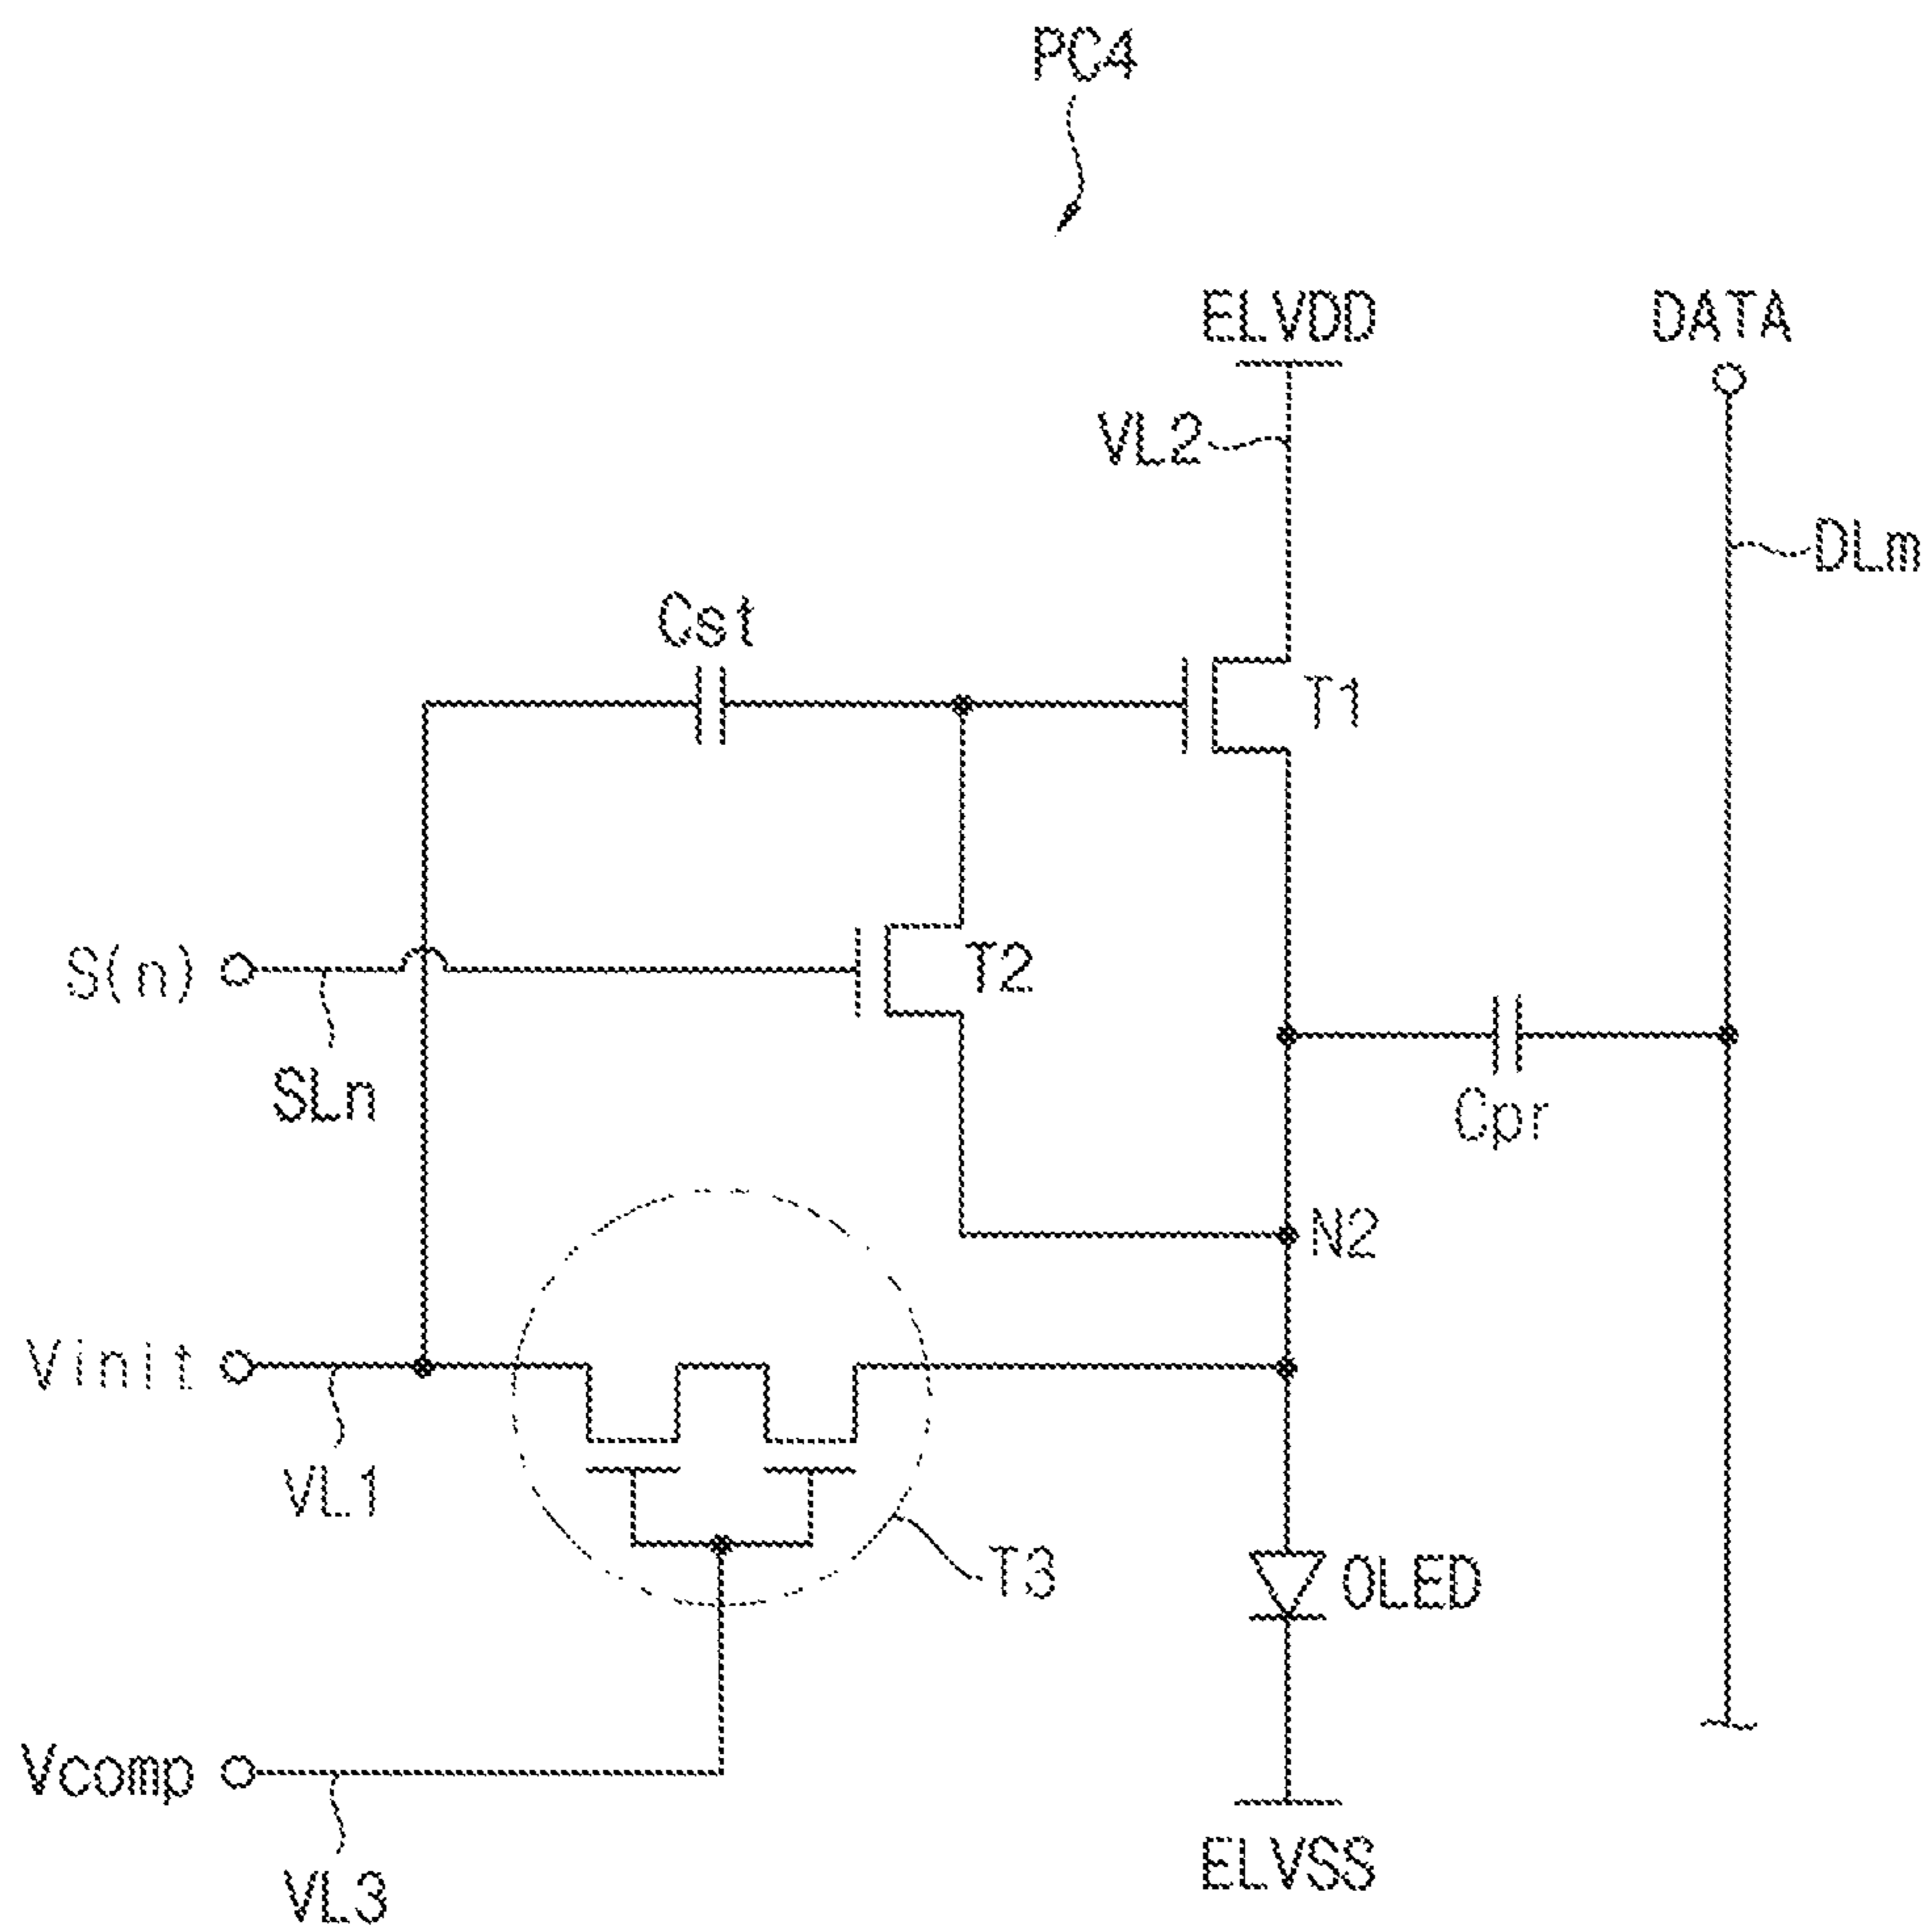 PC4
ELVDD
DATA
VL2
DLm
Cst
T1
S(n)
T2
SLn
Cpr
N2
Vinit
VL1
T3
OLED
Vcomp
ELVSS
VL3